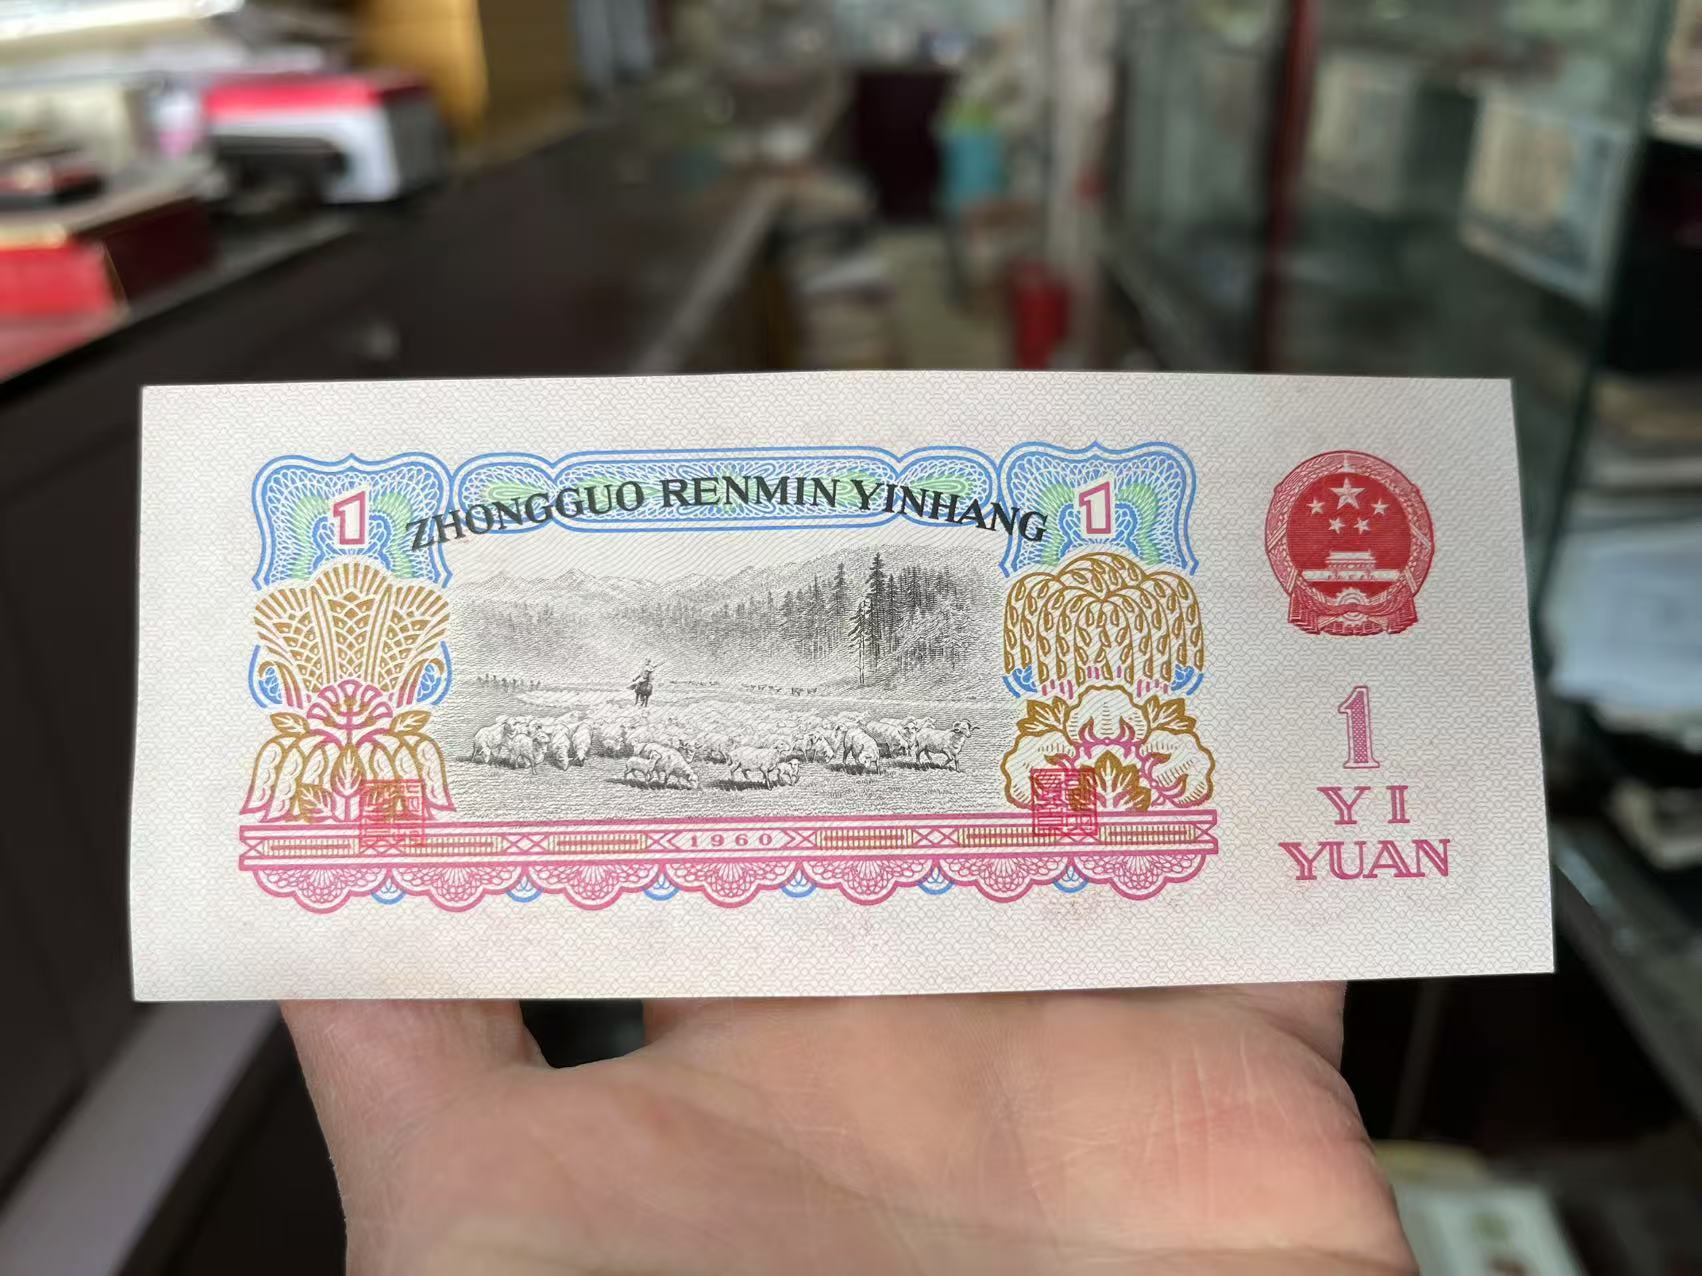 ZHONGGUO RENMIN YINHANG
1
1
1960
1
YI
YUAN